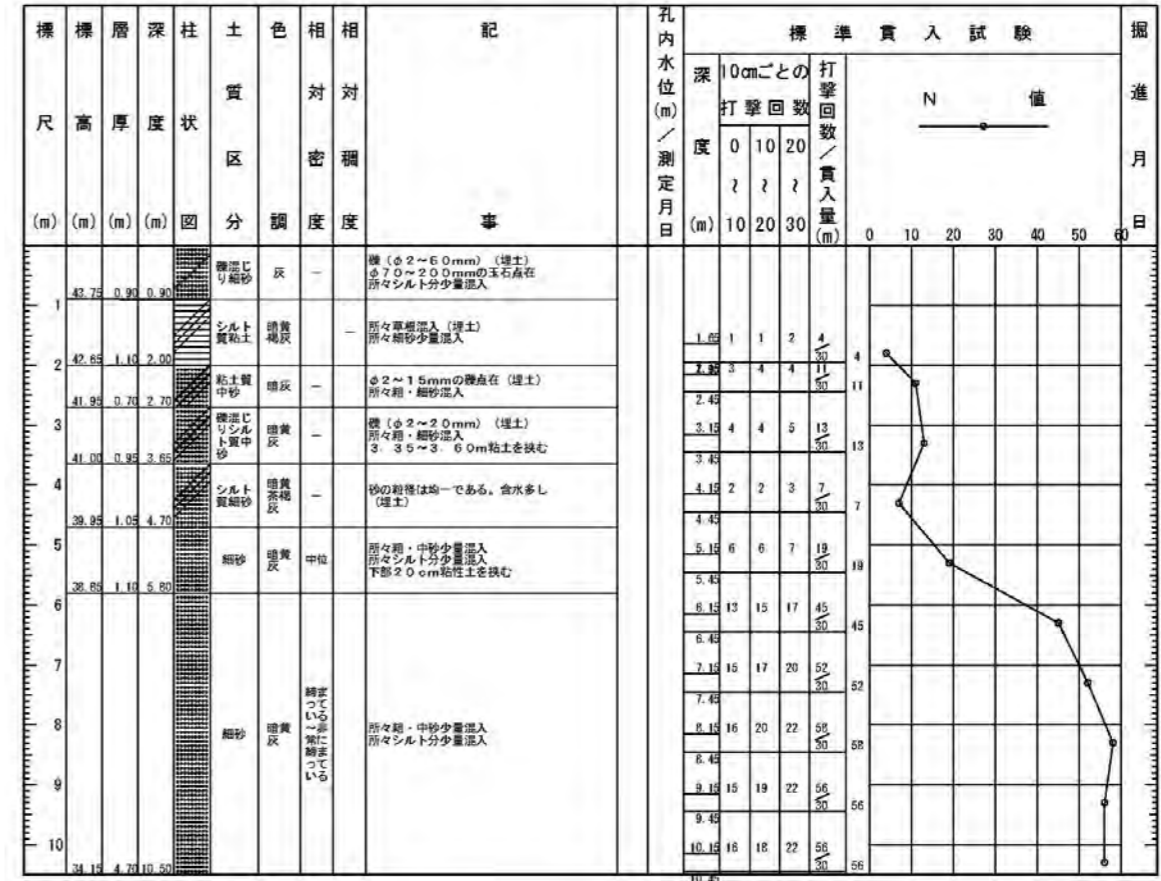 標尺(m)
標高(m)
層厚(m)
深度(m)
柱状図
土質区分
色調
相対密度
相対稠度
記事
孔内水位(m)/測定月日
標準貫入試験
深度(m)
10cmごとの打撃回数
0～10
10～20
20～30
打撃回数/貫入量(m)
N 値
0 10 20 30 40 50 60
掘進月日
43.75 0.90 0.90
礫混じり細砂
灰
－
礫（φ2～60mm）（埋土）
φ70～200mmの玉石点在
所々シルト分少量混入
1
42.65 1.10 2.00
シルト質粘土
暗黄褐灰
－
所々草根混入（埋土）
所々細砂少量混入
1.65 1 1 2 4/30 4
2
41.95 0.70 2.70
粘土質中砂
暗灰
－
φ2～15mmの礫点在（埋土）
所々粗・細砂混入
3 4 4 11/30 11
2.45
3
41.00 0.95 3.65
礫混じりシルト質中砂
暗黄灰
－
礫（φ2～20mm）（埋土）
所々粗・細砂混入
3.35～3.60m粘土を挟む
3.15 4 4 5 13/30 13
3.45
4
39.95 1.05 4.70
シルト質細砂
暗黄茶褐灰
－
砂の粒径は均一である。含水多し
（埋土）
4.15 2 2 3 7/30 7
4.45
5
38.85 1.10 5.80
細砂
暗黄灰
中位
所々粗・中砂少量混入
所々シルト分少量混入
下部20cm粘性土を挟む
5.15 6 6 7 19/30 19
5.45
6
6.15 13 15 17 45/30 45
6.45
7
7.15 15 17 20 52/30 52
7.45
8
細砂
暗黄灰
締まっている～非常に締まっている
所々粗・中砂少量混入
所々シルト分少量混入
8.15 16 20 22 58/30 58
8.45
9
9.15 15 19 22 56/30 56
9.45
10
34.15 4.70 10.50
10.15 16 18 22 56/30 56
10.45